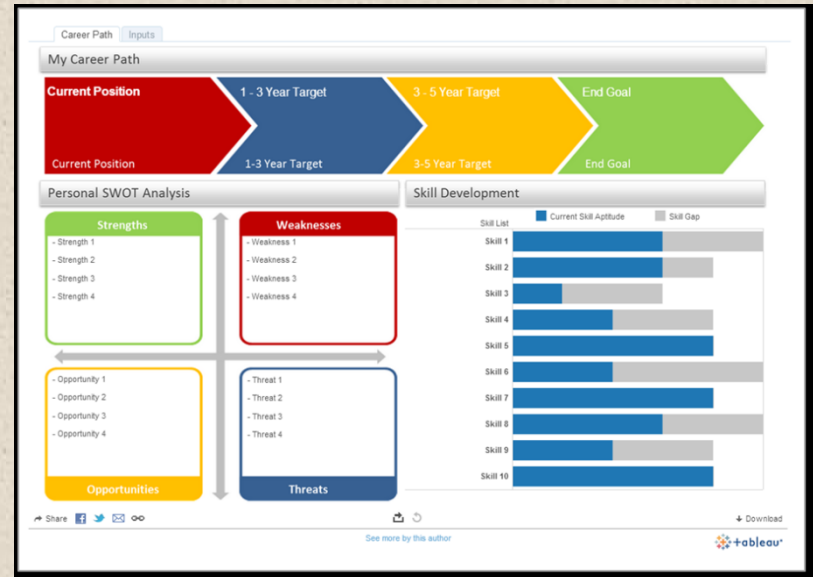 Career Path Inputs
My Career Path
Current Position 1 - 3 Year Target 3 - 5 Year Target End Goal
Current Position 1-3 Year Target 3-5 Year Target End Goal
Personal SWOT Analysis
Strengths
- Strength 1
- Strength 2
- Strength 3
- Strength 4
Weaknesses
- Weakness 1
- Weakness 2
- Weakness 3
- Weakness 4
- Opportunity 1
- Opportunity 2
- Opportunity 3
- Opportunity 4
Opportunities
- Threat 1
- Threat 2
- Threat 3
- Threat 4
Threats
Skill Development
Skill List Current Skill Aptitude Skill Gap
Skill 1
Skill 2
Skill 3
Skill 4
Skill 5
Skill 6
Skill 7
Skill 8
Skill 9
Skill 10
Share Download
See more by this author
+ableau